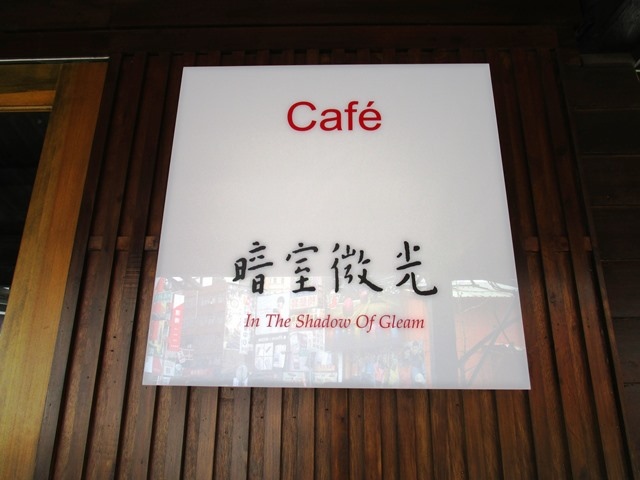 Café
暗室微光
In The Shadow Of Gleam